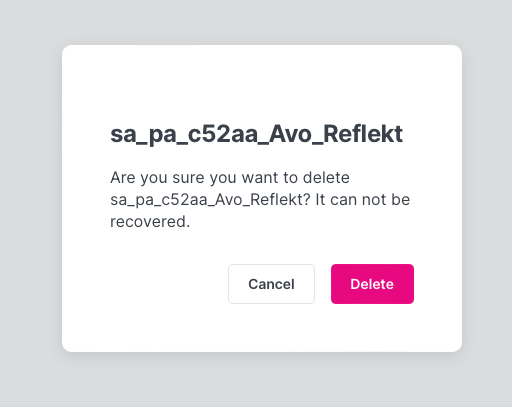 sa_pa_c52aa_Avo_Reflekt
Are you sure you want to delete
sa_pa_c52aa_Avo_Reflekt? It can not be
recovered.
Cancel
Delete